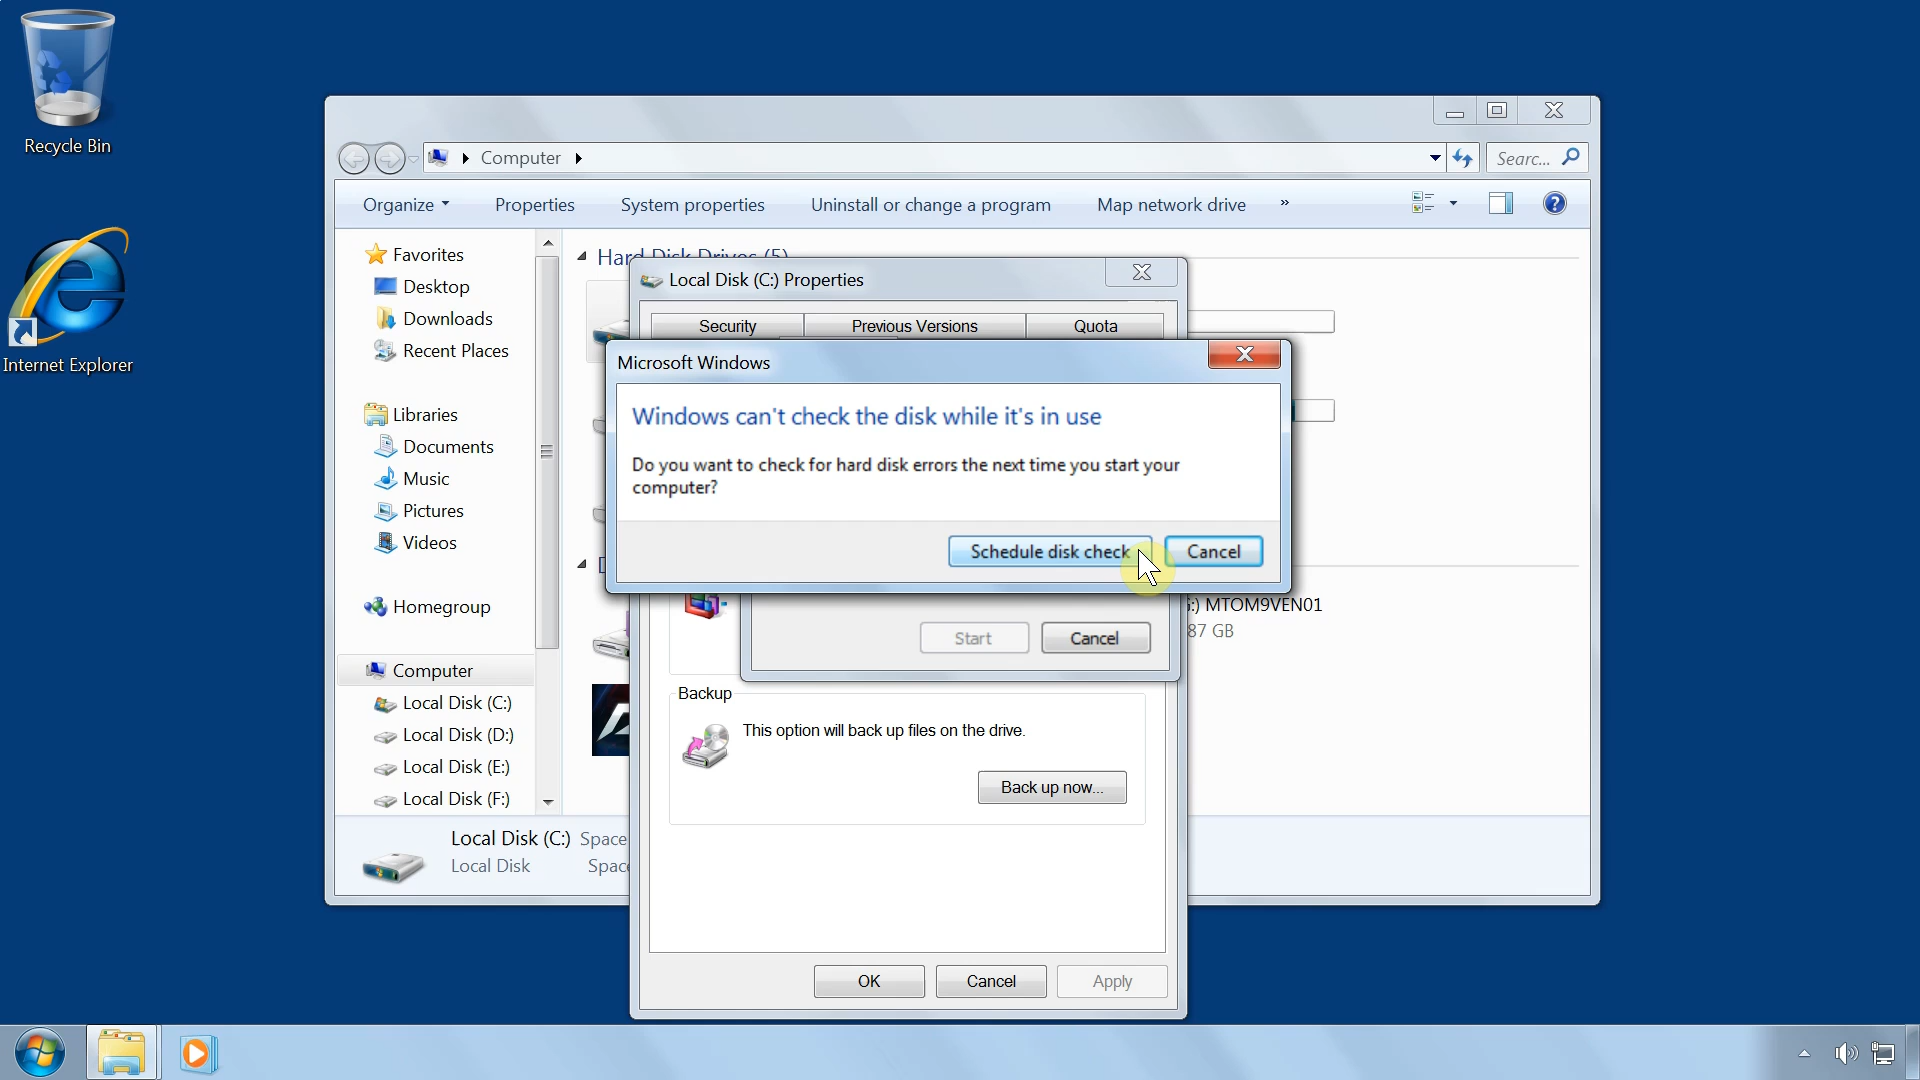 Recycle Bin
Internet Explorer
Computer
Searc...
Organize
Properties
System properties
Uninstall or change a program
Map network drive
»
Favorites
Desktop
Downloads
Recent Places
Libraries
Documents
Music
Pictures
Videos
Homegroup
Computer
Local Disk (C:)
Local Disk (D:)
Local Disk (E:)
Local Disk (F:)
Hard Disk Drives (5)
Local Disk (C:) Properties
Security
Previous Versions
Quota
Microsoft Windows
Windows can't check the disk while it's in use
Do you want to check for hard disk errors the next time you start your
computer?
Schedule disk check
Cancel
:) MTOM9VEN01
87 GB
Start
Cancel
Backup
This option will back up files on the drive.
Back up now...
Local Disk (C:)
Space
Local Disk
Space
OK
Cancel
Apply